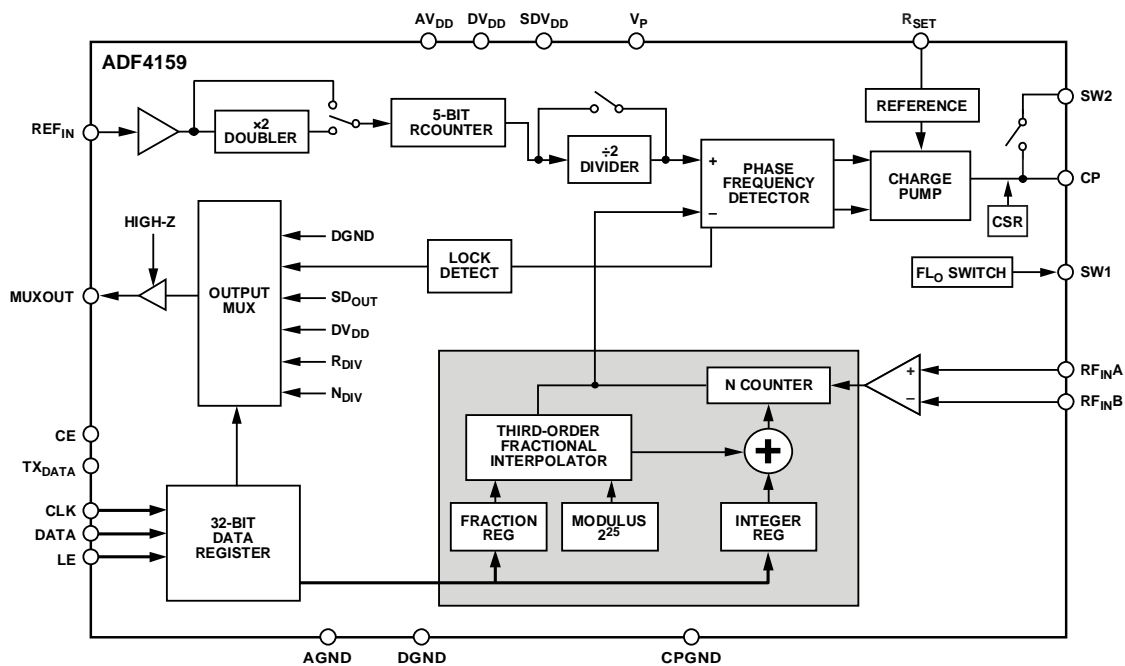 AVDD DVDD SDVDD VP RSET
ADF4159
REFIN
×2
DOUBLER
5-BIT
RCOUNTER
÷2
DIVIDER
+
−
PHASE
FREQUENCY
DETECTOR
REFERENCE
CHARGE
PUMP
CSR
SW2
CP
HIGH-Z
MUXOUT
OUTPUT
MUX
DGND
LOCK
DETECT
SDOUT
DVDD
RDIV
NDIV
FLO SWITCH
SW1
N COUNTER
+
−
RFINA
RFINB
THIRD-ORDER
FRACTIONAL
INTERPOLATOR
+
CE
TXDATA
CLK
DATA
LE
32-BIT
DATA
REGISTER
FRACTION
REG
MODULUS
2^25
INTEGER
REG
AGND DGND CPGND